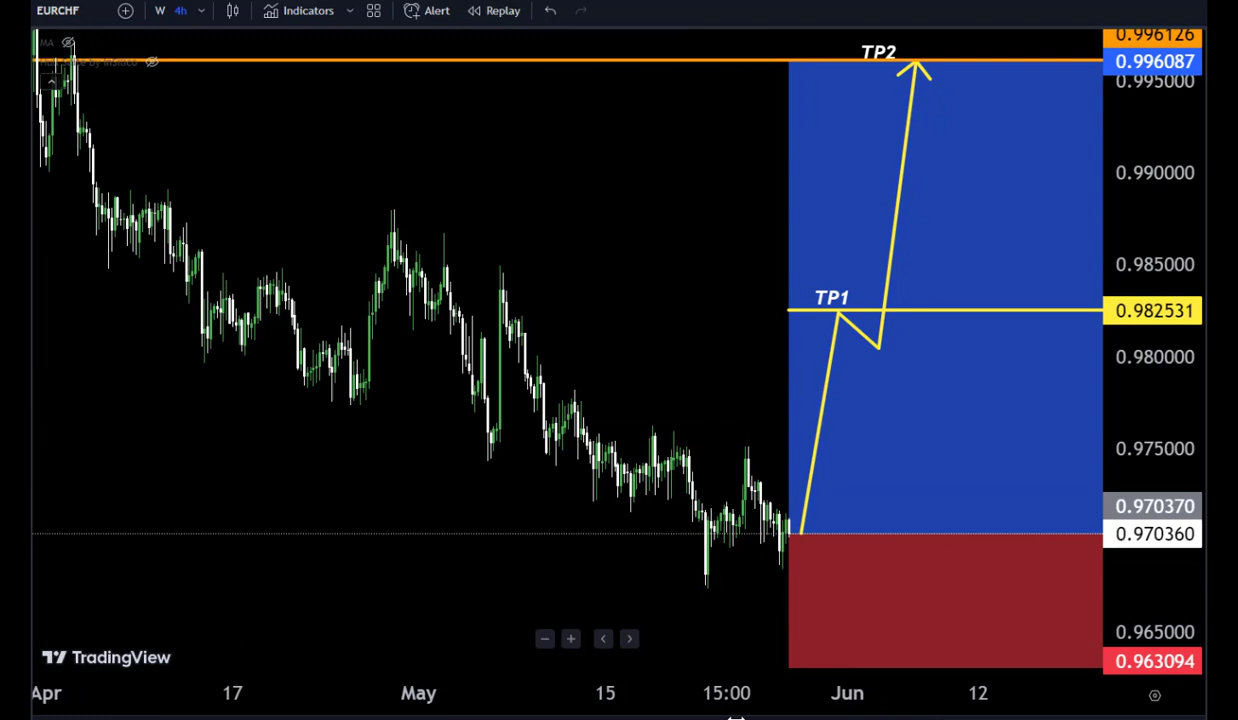 EURCHF
W 4h
Indicators
Alert
Replay
MA
TP2
TP1
0.996126
0.996087
0.995000
0.990000
0.985000
0.982531
0.980000
0.975000
0.970370
0.970360
0.965000
0.963094
TradingView
Apr 17 May 15 15:00 Jun 12